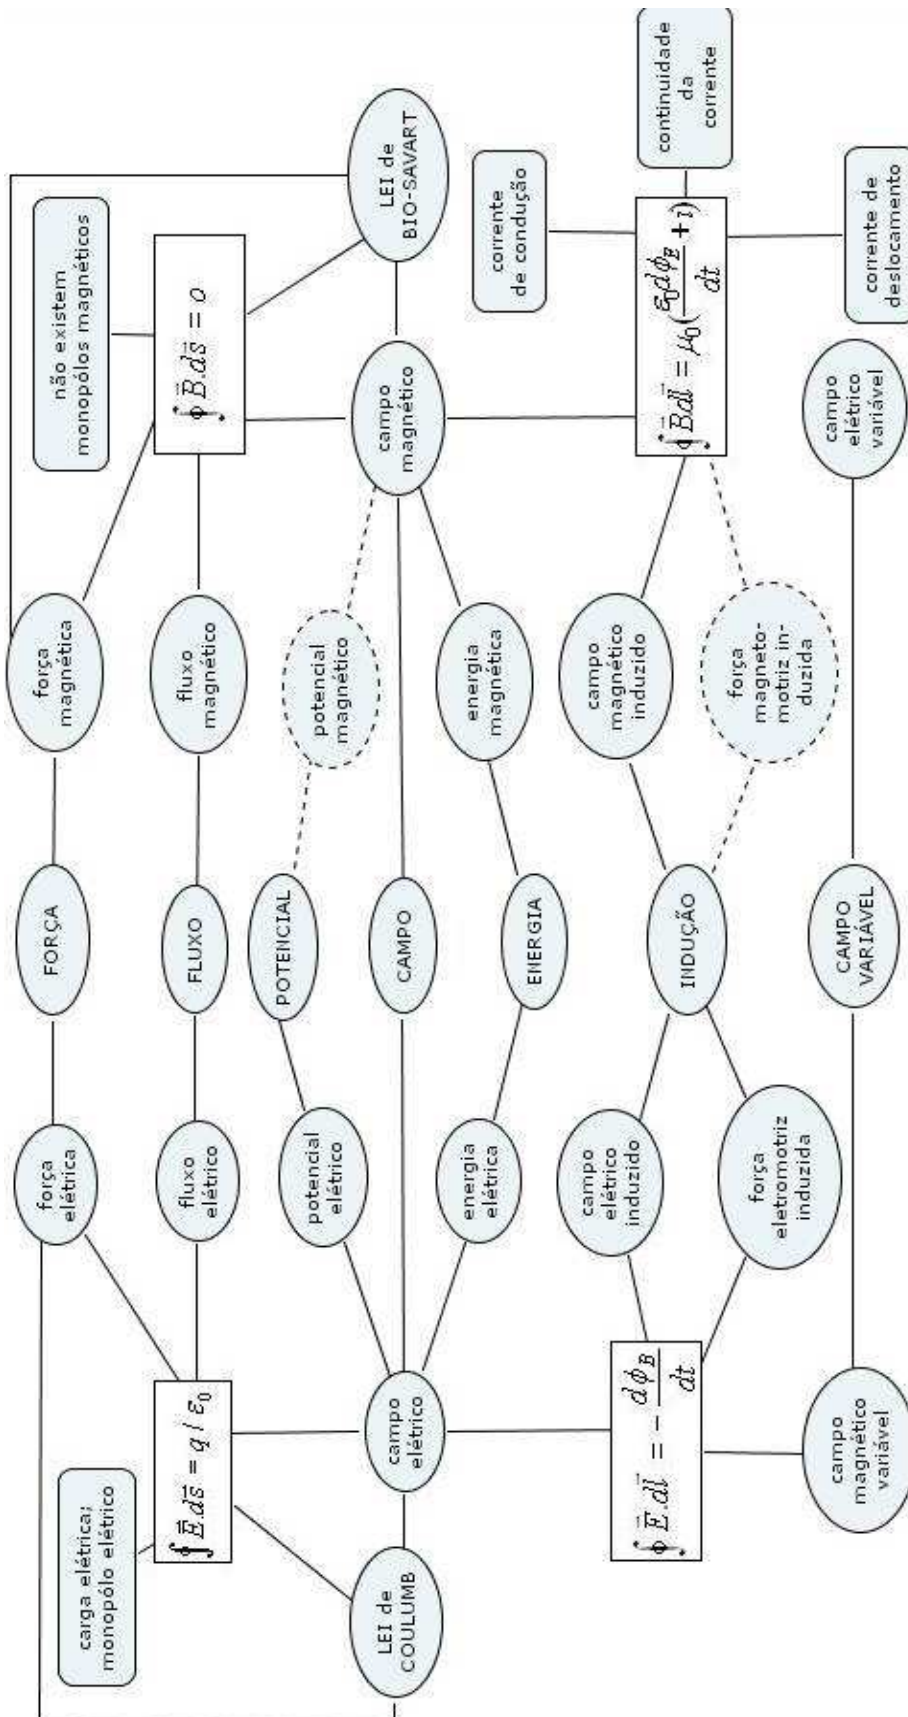 força
elétrica
FORÇA
força
magnética
carga elétrica;
monopólo elétrico
não existem
monopólos magnéticos
∮ E⃗.ds⃗ = q / ε₀
fluxo
elétrico
FLUXO
fluxo
magnético
∮ B⃗.ds⃗ = o
potencial
elétrico
POTENCIAL
potencial
magnético
LEI de
COULUMB
campo
elétrico
CAMPO
campo
magnético
LEI de
BIO-SAVART
energia
elétrica
ENERGIA
energia
magnética
corrente
de condução
campo
elétrico
induzido
INDUÇÃO
campo
magnético
induzido
continuidade
da
corrente
∮ E⃗.dl⃗ = − dϕ_B/dt
∮ B⃗dl⃗ = μ₀(ε₀dϕ_E/dt + ı)
força
eletromotriz
induzida
força
magneto-
motriz in-
duzida
campo
magnético
variável
CAMPO
VARIÁVEL
campo
elétrico
variável
corrente de
deslocamento